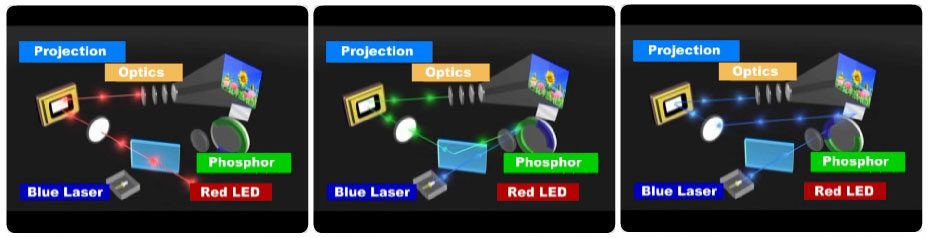 Projection
Optics
Phosphor
Blue Laser
Red LED
Projection
Optics
Phosphor
Blue Laser
Red LED
Projection
Optics
Phosphor
Blue Laser
Red LED